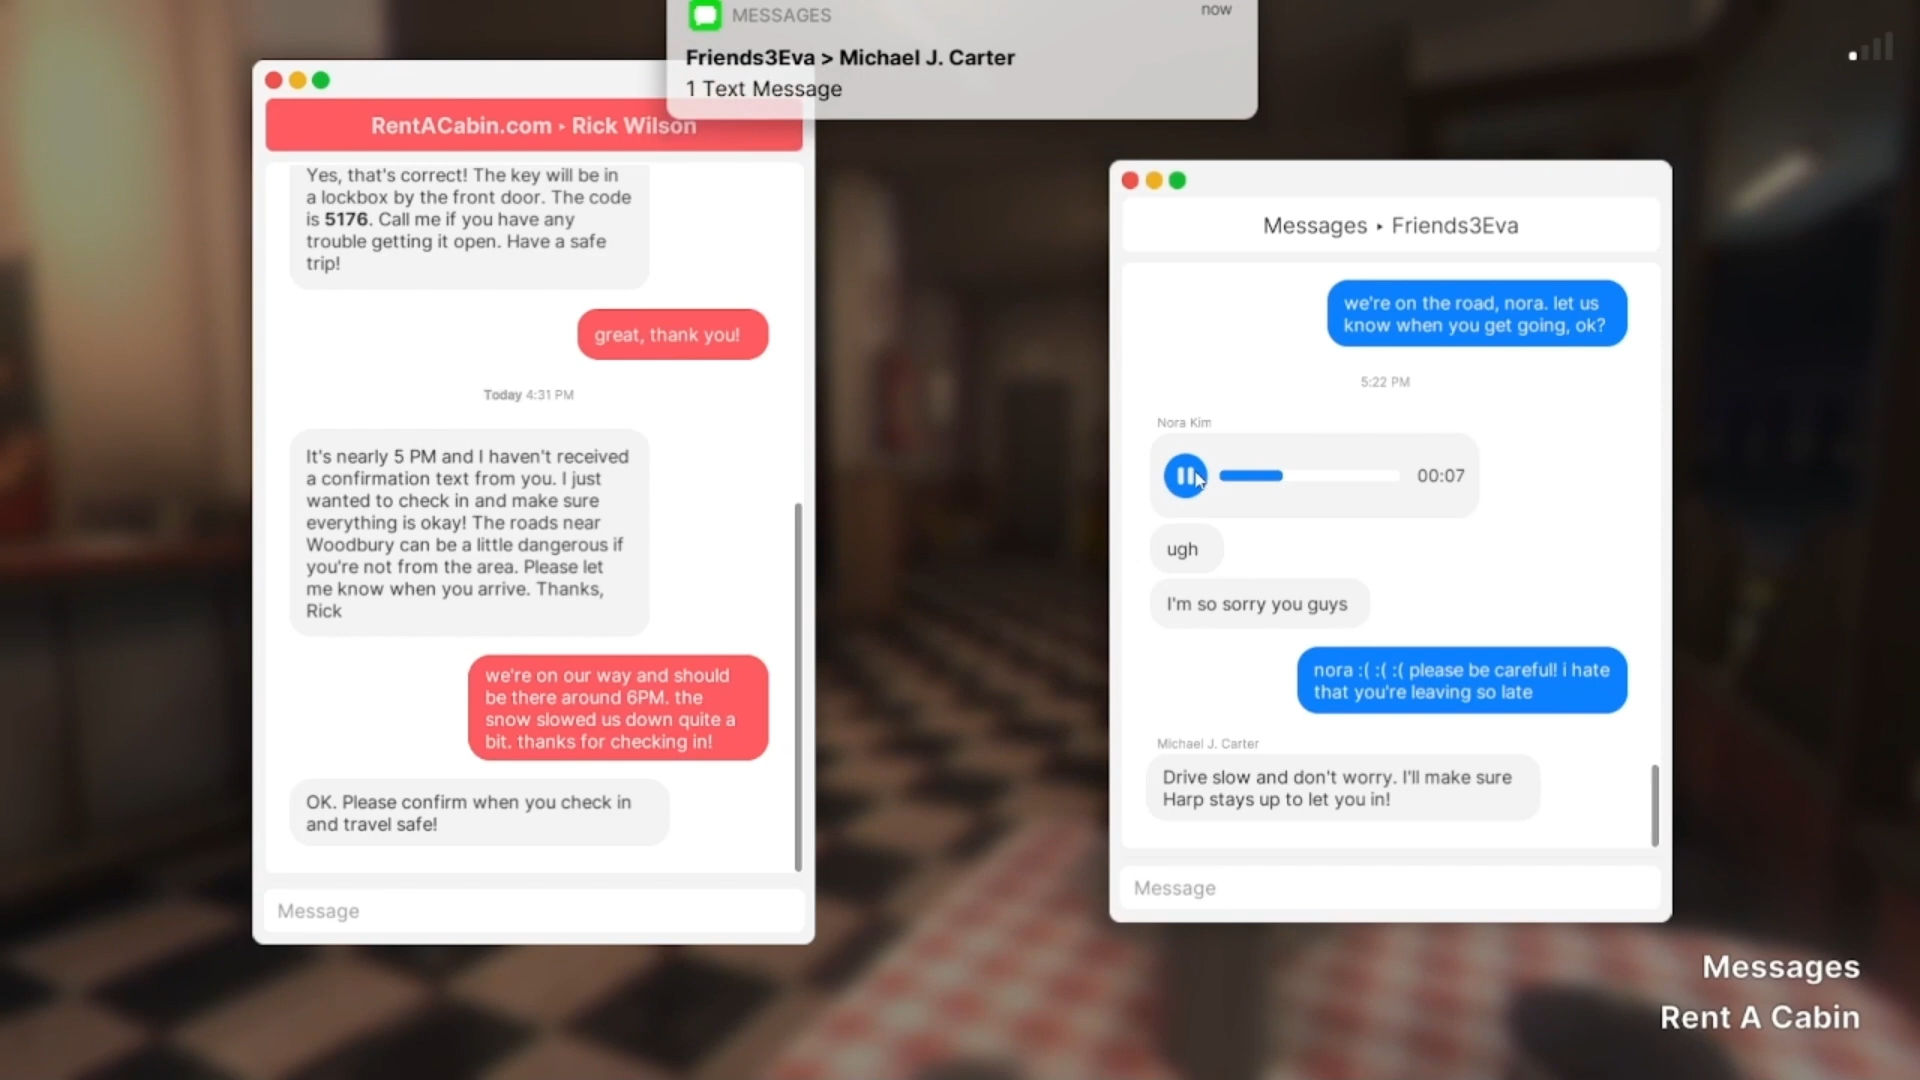 MESSAGES
now
Friends3Eva > Michael J. Carter
1 Text Message
RentACabin.com ▸ Rick Wilson
Yes, that's correct! The key will be in
a lockbox by the front door. The code
is 5176. Call me if you have any
trouble getting it open. Have a safe
trip!
great, thank you!
Today 4:31 PM
It's nearly 5 PM and I haven't received
a confirmation text from you. I just
wanted to check in and make sure
everything is okay! The roads near
Woodbury can be a little dangerous if
you're not from the area. Please let
me know when you arrive. Thanks,
Rick
we're on our way and should
be there around 6PM. the
snow slowed us down quite a
bit. thanks for checking in!
OK. Please confirm when you check in
and travel safe!
Message
Messages ▸ Friends3Eva
we're on the road, nora. let us
know when you get going, ok?
5:22 PM
Nora Kim
00:07
ugh
I'm so sorry you guys
nora :( :( :( please be careful! i hate
that you're leaving so late
Michael J. Carter
Drive slow and don't worry. I'll make sure
Harp stays up to let you in!
Message
Messages
Rent A Cabin